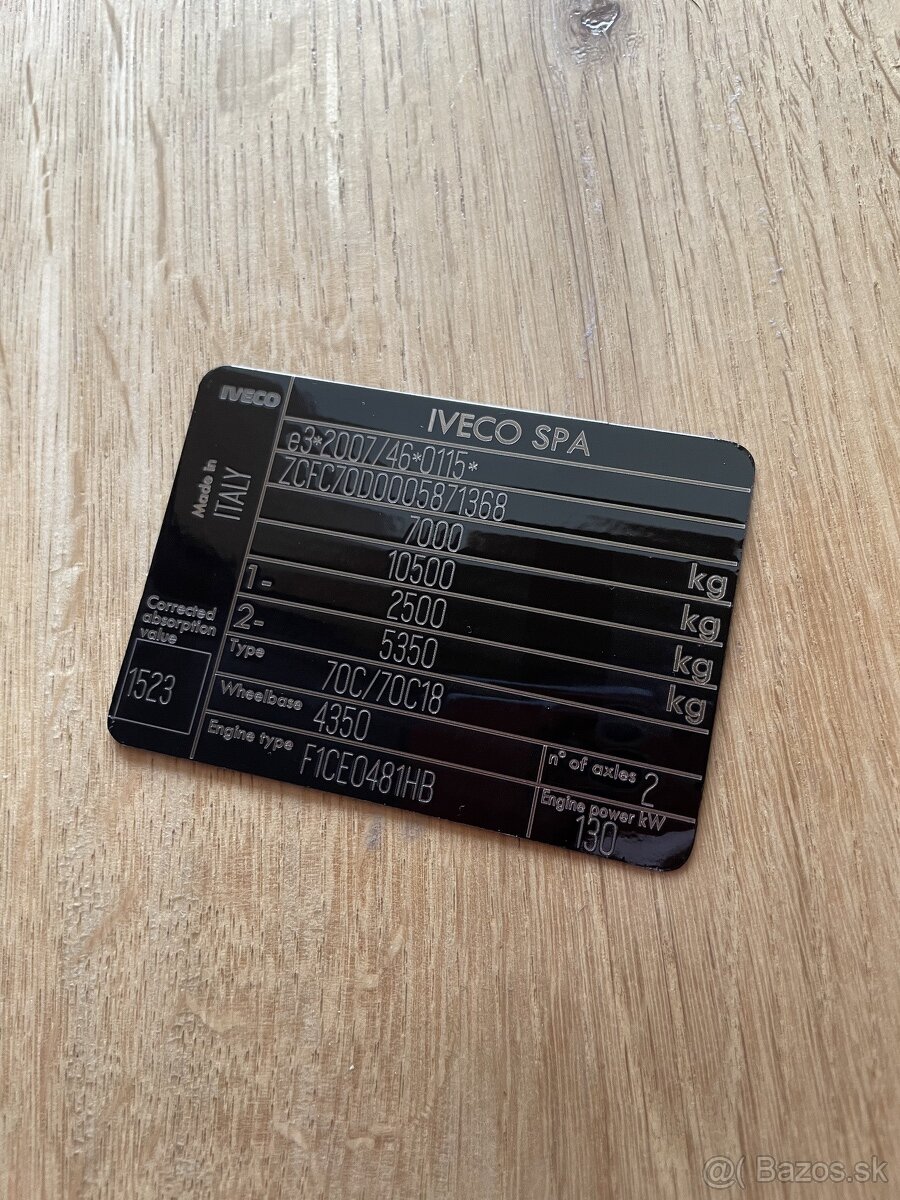 IVECO
IVECO SPA
Made in
ITALY
e3*2007/46*0115*
ZCFC70D0005871368
7000 kg
10500 kg
1- 2500 kg
2- 5350 kg
Type 70C/70C18
Wheelbase 4350
n° of axles 2
Engine type F1CE0481HB
Engine power kW
130
Corrected
absorption
value
1523
@( Bazos.sk